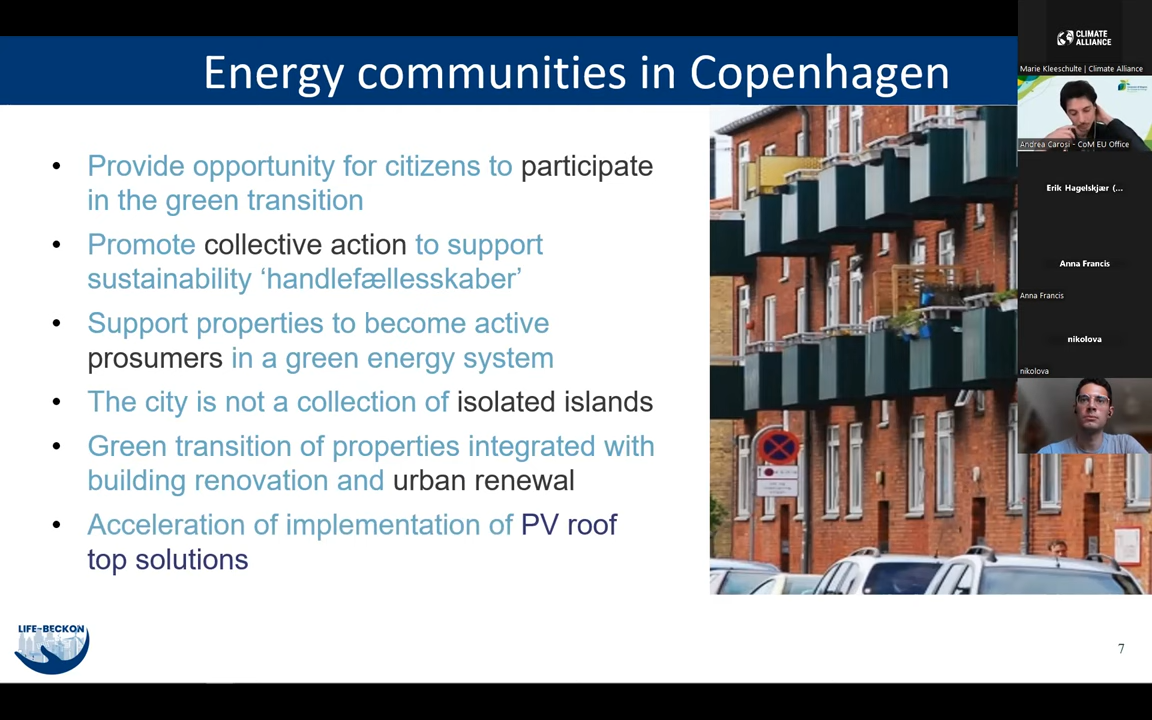 Energy communities in Copenhagen
• Provide opportunity for citizens to participate
in the green transition
• Promote collective action to support
sustainability ‘handlefællesskaber’
• Support properties to become active
prosumers in a green energy system
• The city is not a collection of isolated islands
• Green transition of properties integrated with
building renovation and urban renewal
• Acceleration of implementation of PV roof
top solutions
LIFE-BECKON
7
CLIMATE
ALLIANCE
Marie Kleeschulte | Climate Alliance
Andrea Carosi - CoM EU Office
Erik Hagelskjær (...
Anna Francis
Anna Francis
nikolova
nikolova